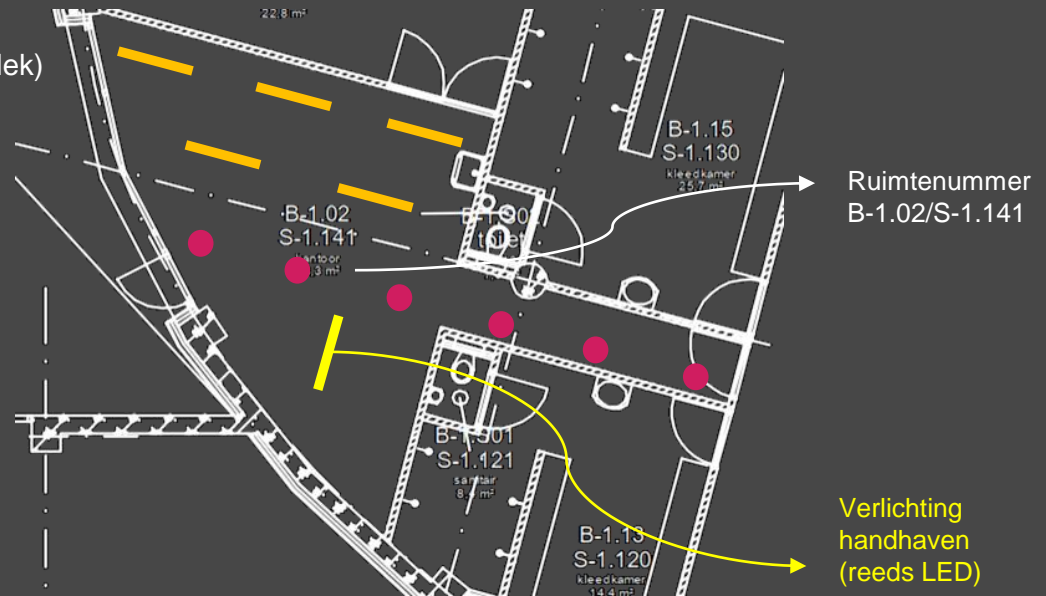 22.8 m²
lek)
B-1.15
S-1.130
kleedkamer
25.7 m²
Ruimtenummer
B-1.02/S-1.141
B-1.02
S-1.141
kantoor
toilet
B-1.S01
S-1.121
sanitair
B-1.13
S-1.120
kleedkamer
14.4 m²
Verlichting
handhaven
(reeds LED)